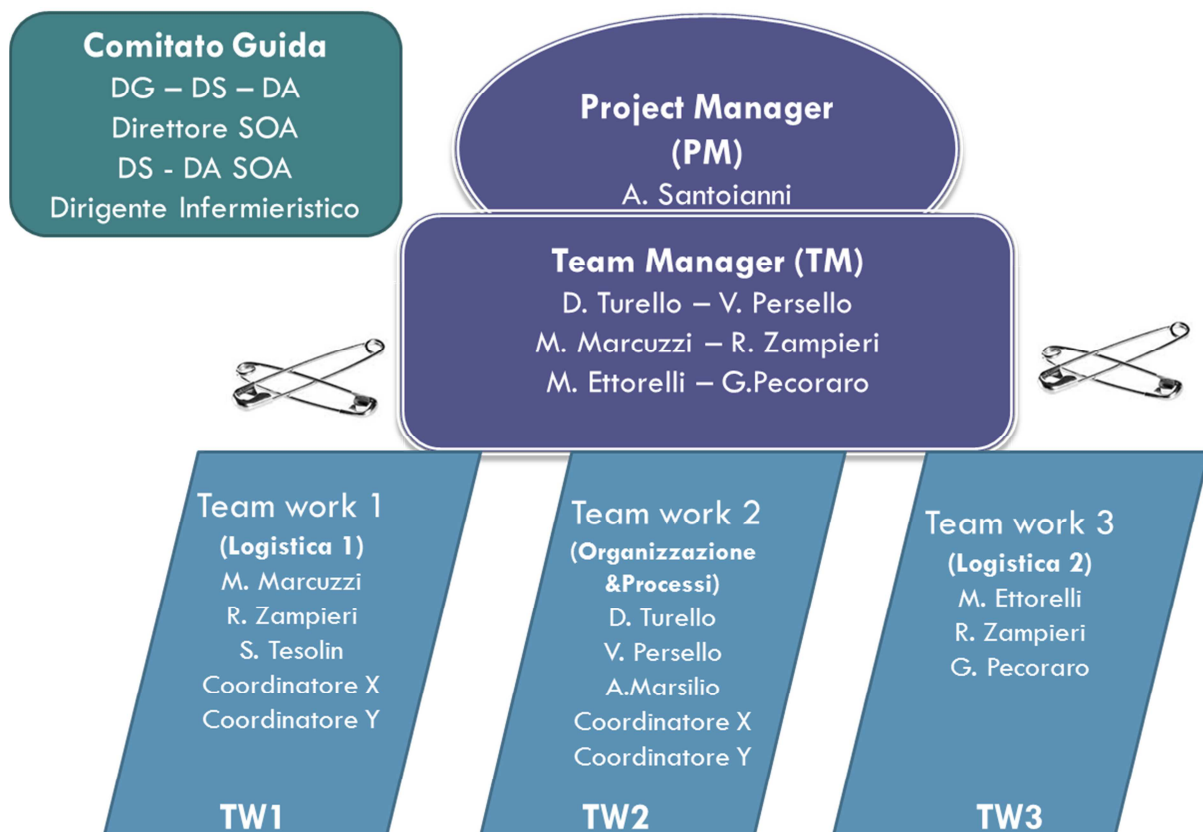 Comitato Guida
DG – DS – DA
Direttore SOA
DS - DA SOA
Dirigente Infermieristico
Project Manager
(PM)
A. Santoianni
Team Manager (TM)
D. Turello – V. Persello
M. Marcuzzi – R. Zampieri
M. Ettorelli – G.Pecoraro
Team work 1
(Logistica 1)
M. Marcuzzi
R. Zampieri
S. Tesolin
Coordinatore X
Coordinatore Y
TW1
Team work 2
(Organizzazione
&Processi)
D. Turello
V. Persello
A.Marsilio
Coordinatore X
Coordinatore Y
TW2
Team work 3
(Logistica 2)
M. Ettorelli
R. Zampieri
G. Pecoraro
TW3